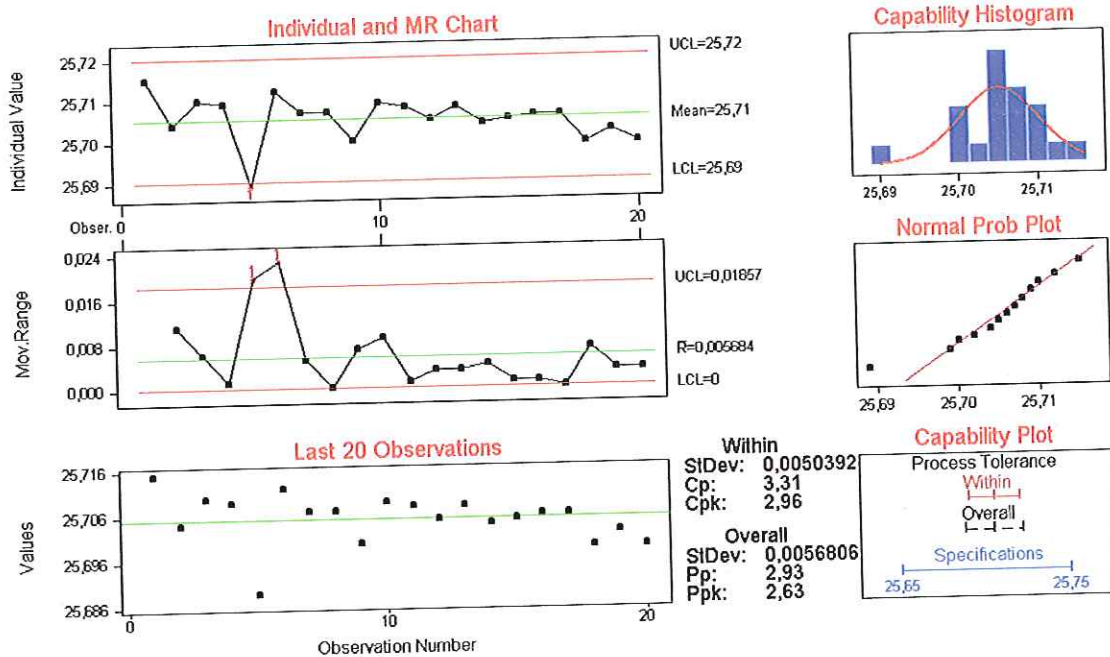 Individual and MR Chart
Individual Value
25,72
25,71
25,70
25,69
UCL=25,72
Mean=25,71
LCL=25,69
1
Obser. 0 10 20
Mov.Range
0,024
0,016
0,008
0,000
1 1
UCL=0,01857
R=0,005684
LCL=0
Last 20 Observations
Values
25,716
25,706
25,696
25,686
0 10 20
Observation Number
Within
StDev: 0,0050392
Cp: 3,31
Cpk: 2,96
Overall
StDev: 0,0056806
Pp: 2,93
Ppk: 2,63
Capability Histogram
25,69 25,70 25,71
Normal Prob Plot
25,69 25,70 25,71
Capability Plot
Process Tolerance
Within
Overall
Specifications
25,65 25,75